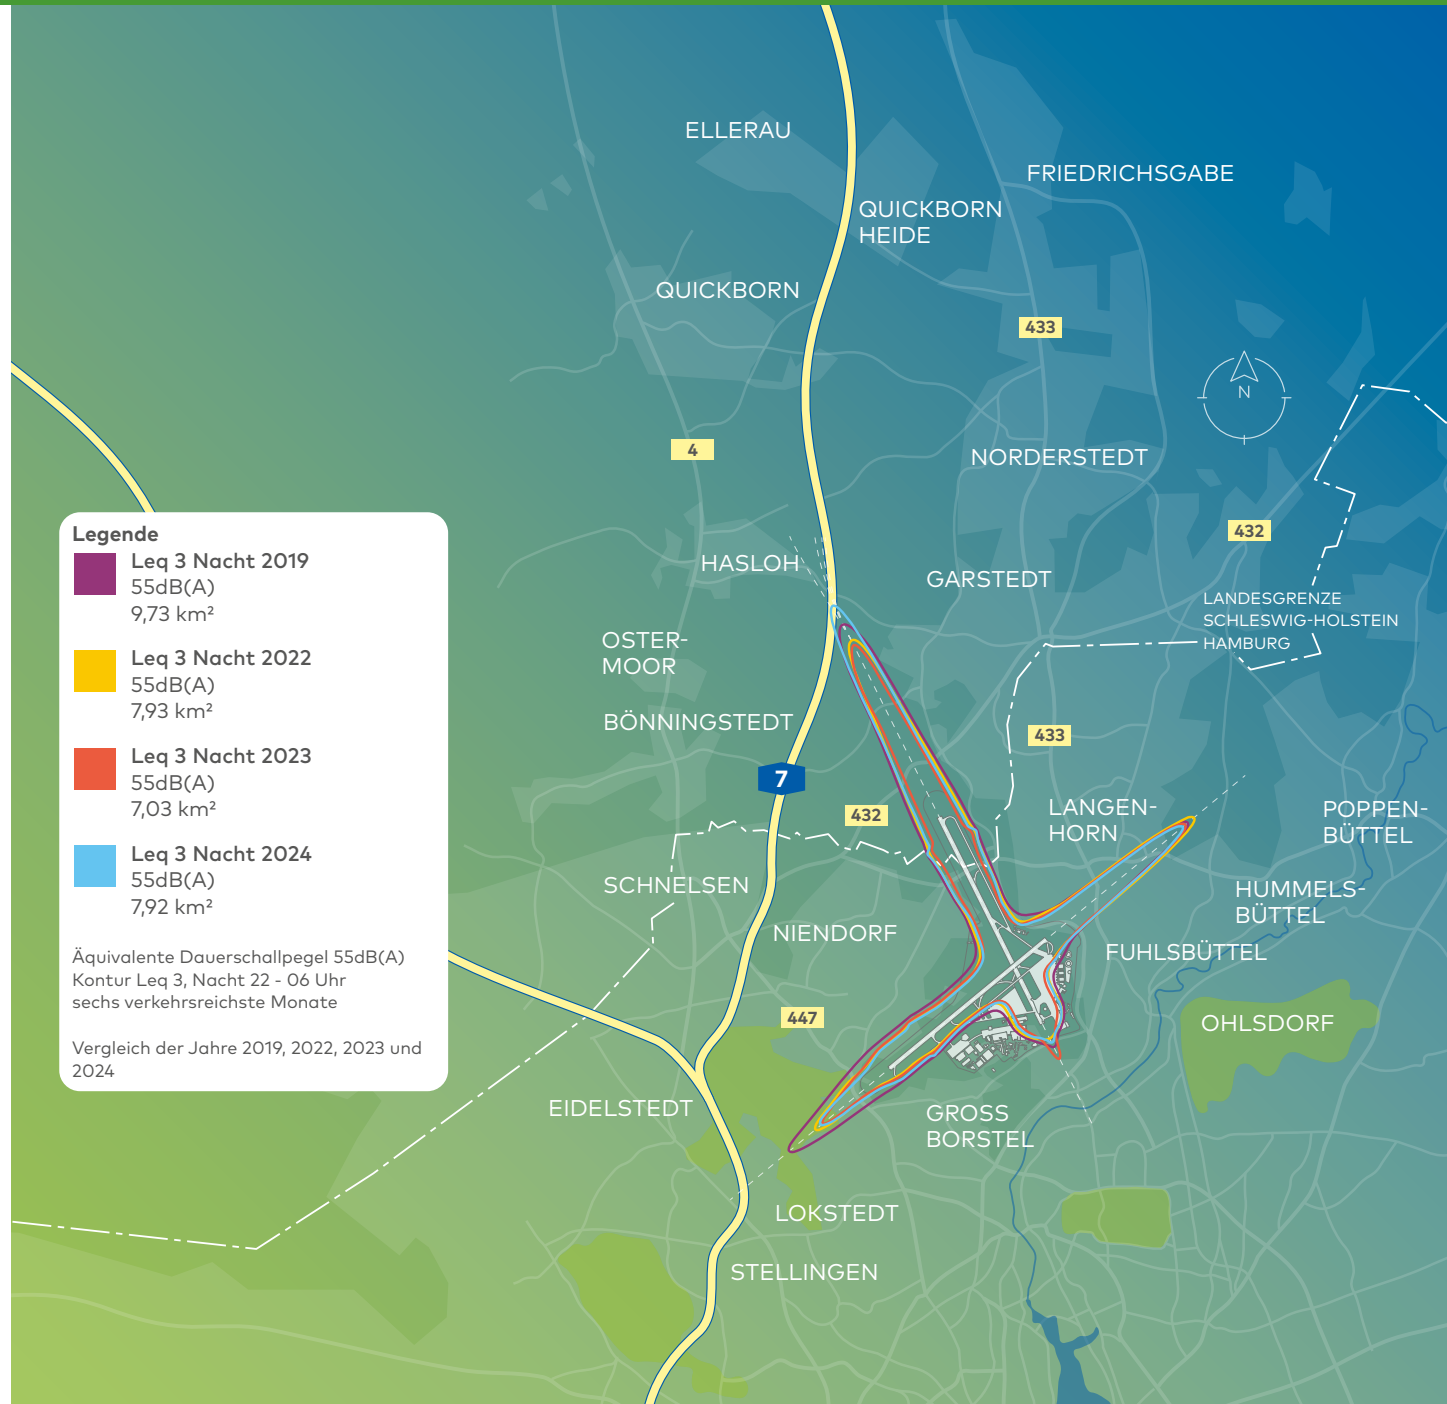 ELLERAU
FRIEDRICHSGABE
QUICKBORN
HEIDE
QUICKBORN
433
N
4
NORDERSTEDT
432
Legende
Leq 3 Nacht 2019
55dB(A)
9,73 km²
Leq 3 Nacht 2022
55dB(A)
7,93 km²
Leq 3 Nacht 2023
55dB(A)
7,03 km²
Leq 3 Nacht 2024
55dB(A)
7,92 km²
Äquivalente Dauerschallpegel 55dB(A)
Kontur Leq 3, Nacht 22 - 06 Uhr
sechs verkehrsreichste Monate
Vergleich der Jahre 2019, 2022, 2023 und
2024
HASLOH
GARSTEDT
LANDESGRENZE
SCHLESWIG-HOLSTEIN
HAMBURG
OSTER-
MOOR
BÖNNINGSTEDT
433
7
432
LANGEN-
HORN
POPPEN-
BÜTTEL
SCHNELSEN
HUMMELS-
BÜTTEL
NIENDORF
FUHLSBÜTTEL
447
OHLSDORF
EIDELSTEDT
GROSS
BORSTEL
LOKSTEDT
STELLINGEN